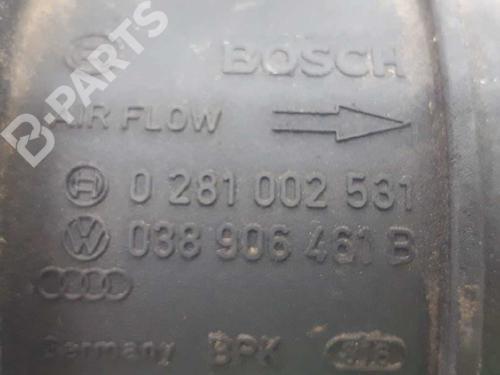 B-PARTS
BOSCH
AIR FLOW
0 281 002 531
038 906 461 B
Germany BPK